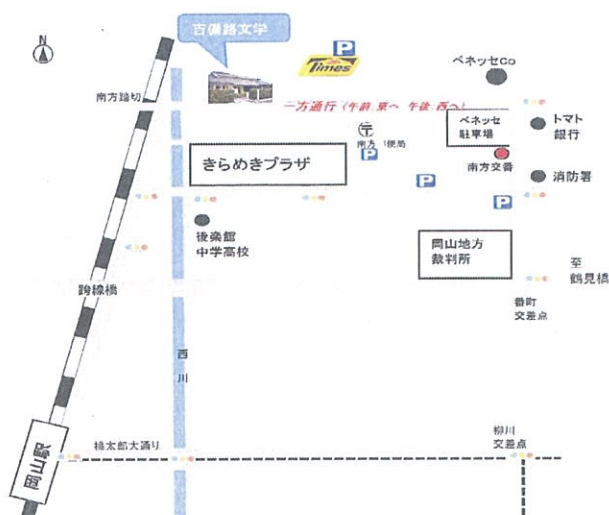 吉備路文学
N
P
Times
ベネッセCo
南方踏切
一方通行 (午前 東へ 午後 西へ)
〒
南方 便局
P
ベネッセ
駐車場
トマト
銀行
きらめきプラザ
南方交番
消防署
P
P
後楽館
中学高校
岡山地方
裁判所
至
鶴見橋
跨線橋
番町
交差点
西
川
岡山駅
桃太郎大通り
柳川
交差点